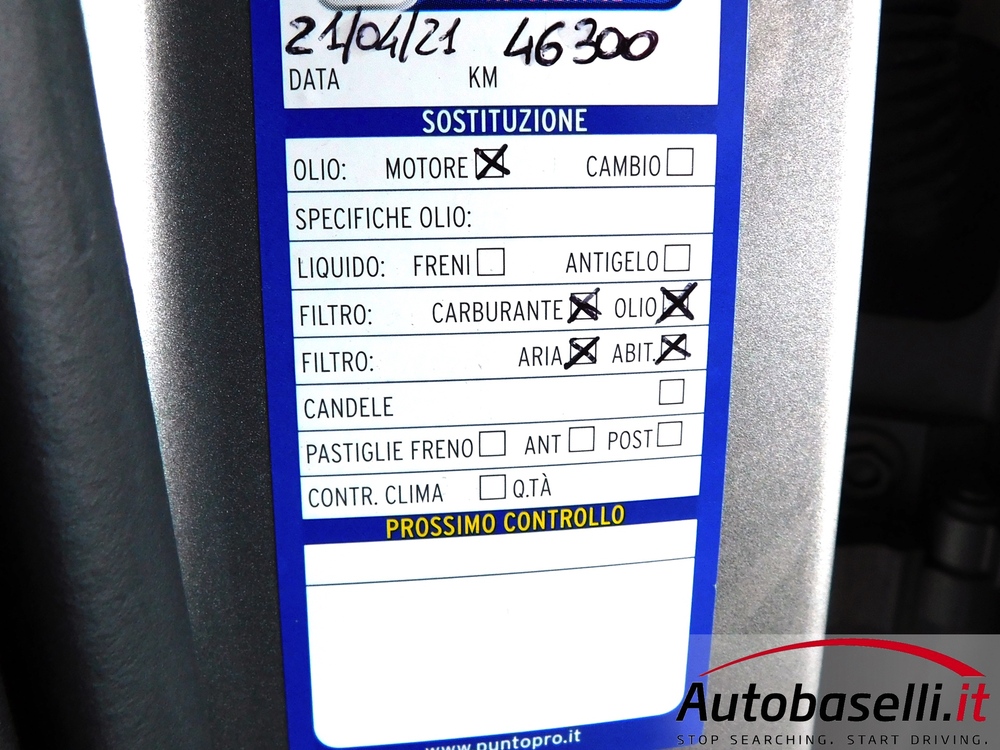 21/04/21 46300
DATA KM
SOSTITUZIONE
OLIO: MOTORE CAMBIO
SPECIFICHE OLIO:
LIQUIDO: FRENI ANTIGELO
FILTRO: CARBURANTE OLIO
FILTRO: ARIA ABIT.
CANDELE
PASTIGLIE FRENO ANT POST
CONTR. CLIMA Q.TÀ
PROSSIMO CONTROLLO
www.puntopro.it
Autobaselli.it
STOP SEARCHING. START DRIVING.